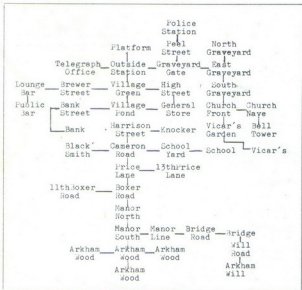 Police
Station
Platform Peel North
Street Graveyard
Telegraph Outside Graveyard East
Office Station Gate Graveyard
Lounge Brewer Village High South
Bar Street Green Street Graveyard
Public Bank Village General Church Church
Bar Street Pond Store Front Nave
Bank Harrison Knocker Vicar's Bell
Street Garden Tower
Black Cameron School School Vicar's
Smith Road Yard
Price 13thPrice
Lane Lane
11thBoxer Boxer
Road Road
Manor
North
Manor Manor Bridge Bridge
South Line Road
Will
Road
Arkham Arkham Arkham
Wood Wood Wood
Arkham Arkham
Wood Will